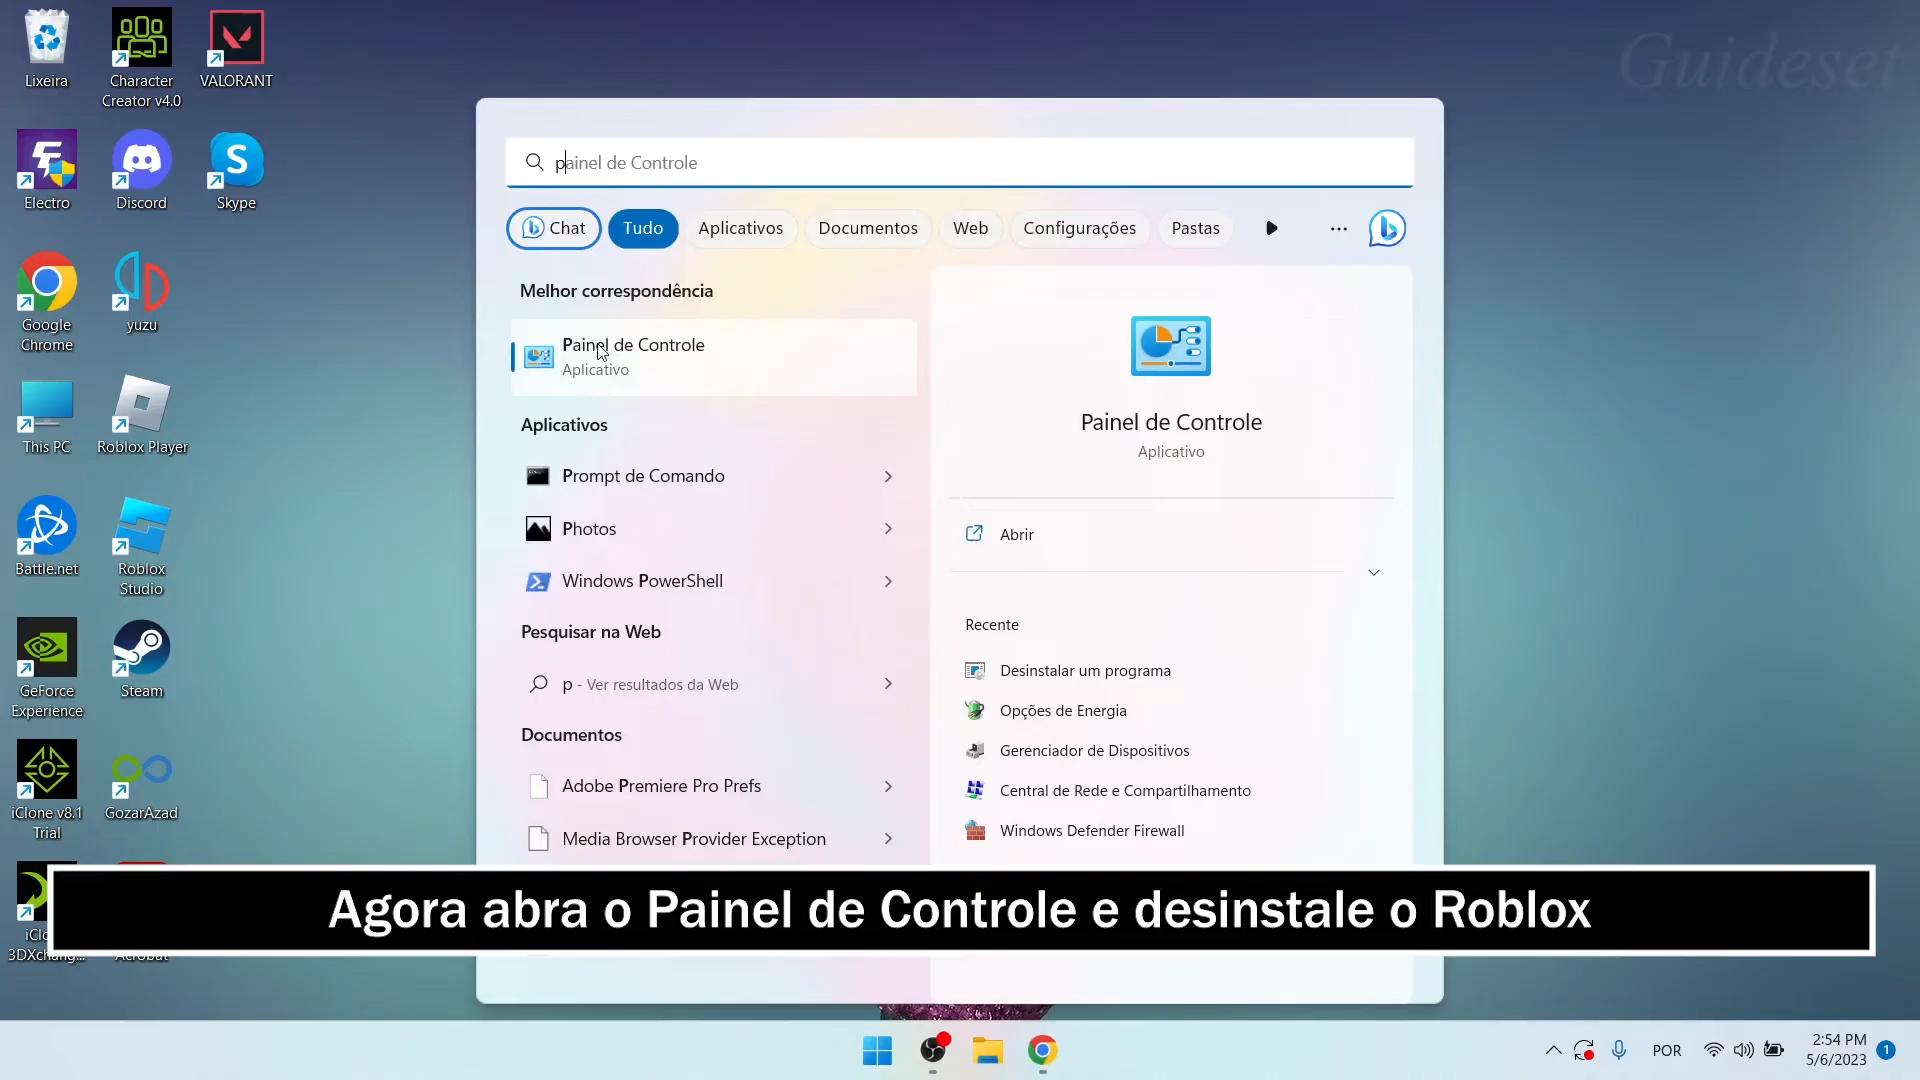 Lixeira
Character
Creator v4.0
VALORANT
Guideset
Electro
Discord
Skype
Google
Chrome
yuzu
This PC
Roblox Player
Battle.net
Roblox
Studio
GeForce
Experience
Steam
iClone v8.1
Trial
GozarAzad
3DXchang...
Acrobat
painel de Controle
Chat
Tudo
Aplicativos
Documentos
Web
Configurações
Pastas
Melhor correspondência
Painel de Controle
Aplicativo
Aplicativos
Prompt de Comando
Photos
Windows PowerShell
Pesquisar na Web
p - Ver resultados da Web
Documentos
Adobe Premiere Pro Prefs
Media Browser Provider Exception
Painel de Controle
Aplicativo
Abrir
Recente
Desinstalar um programa
Opções de Energia
Gerenciador de Dispositivos
Central de Rede e Compartilhamento
Windows Defender Firewall
Agora abra o Painel de Controle e desinstale o Roblox
POR
2:54 PM
5/6/2023
1